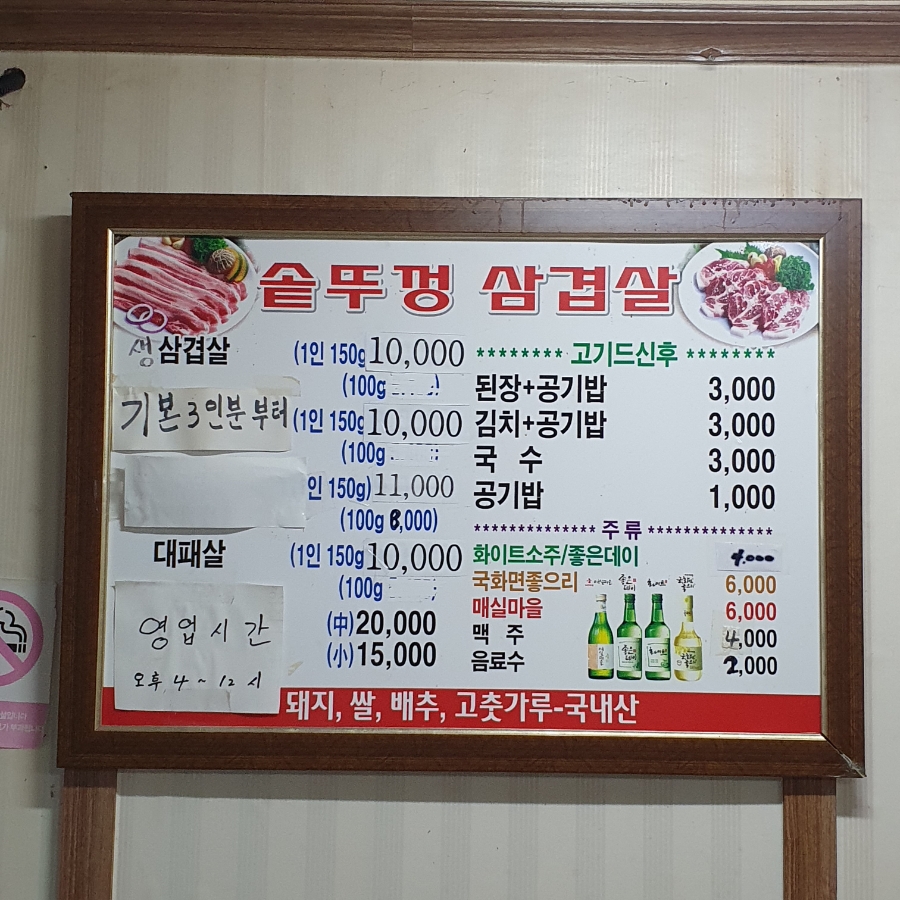 솥뚜껑 삼겹살
생삼겹살 (1인 150g 10,000
(100g
기본 3인분 부터 (1인 150g 10,000
(100g
인 150g) 11,000
(100g 8,000)
대패살 (1인 150g 10,000
(100g
영업시간
오후 4 ~ 12 시
(中) 20,000
(小) 15,000
******** 고기드신후 ********
된장+공기밥 3,000
김치+공기밥 3,000
국 수 3,000
공기밥 1,000
************** 주 류 **************
화이트소주/좋은데이 4.000
국화면좋으리 6,000
매실마을 6,000
맥 주 4,000
음료수 2,000
돼지, 쌀, 배추, 고춧가루-국내산